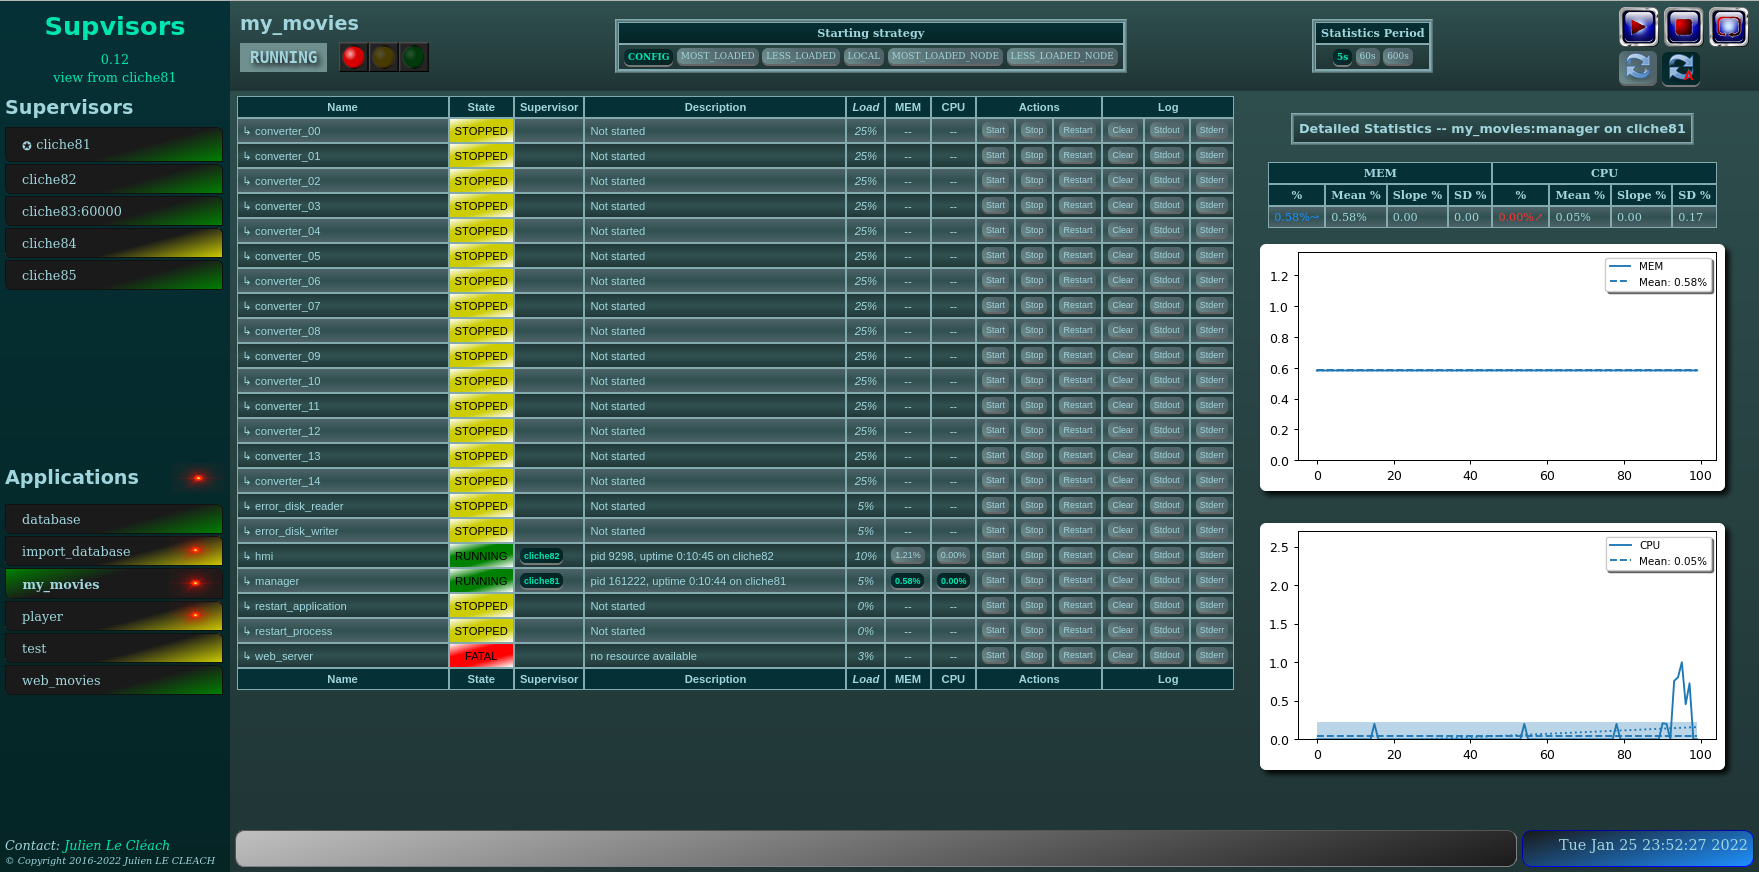 Supvisors
0.12
view from cliche81
Supervisors
✪ cliche81
cliche82
cliche83:60000
cliche84
cliche85
Applications
database
import_database
my_movies
player
test
web_movies
Contact: Julien Le Cléach
© Copyright 2016-2022 Julien LE CLEACH
my_movies
RUNNING
Starting strategy
CONFIG MOST_LOADED LESS_LOADED LOCAL MOST_LOADED_NODE LESS_LOADED_NODE
Statistics Period
5s 60s 600s
Name State Supervisor Description Load MEM CPU Actions Log
↳ converter_00 STOPPED Not started 25% -- -- Start Stop Restart Clear Stdout Stderr
↳ converter_01 STOPPED Not started 25% -- -- Start Stop Restart Clear Stdout Stderr
↳ converter_02 STOPPED Not started 25% -- -- Start Stop Restart Clear Stdout Stderr
↳ converter_03 STOPPED Not started 25% -- -- Start Stop Restart Clear Stdout Stderr
↳ converter_04 STOPPED Not started 25% -- -- Start Stop Restart Clear Stdout Stderr
↳ converter_05 STOPPED Not started 25% -- -- Start Stop Restart Clear Stdout Stderr
↳ converter_06 STOPPED Not started 25% -- -- Start Stop Restart Clear Stdout Stderr
↳ converter_07 STOPPED Not started 25% -- -- Start Stop Restart Clear Stdout Stderr
↳ converter_08 STOPPED Not started 25% -- -- Start Stop Restart Clear Stdout Stderr
↳ converter_09 STOPPED Not started 25% -- -- Start Stop Restart Clear Stdout Stderr
↳ converter_10 STOPPED Not started 25% -- -- Start Stop Restart Clear Stdout Stderr
↳ converter_11 STOPPED Not started 25% -- -- Start Stop Restart Clear Stdout Stderr
↳ converter_12 STOPPED Not started 25% -- -- Start Stop Restart Clear Stdout Stderr
↳ converter_13 STOPPED Not started 25% -- -- Start Stop Restart Clear Stdout Stderr
↳ converter_14 STOPPED Not started 25% -- -- Start Stop Restart Clear Stdout Stderr
↳ error_disk_reader STOPPED Not started 5% -- -- Start Stop Restart Clear Stdout Stderr
↳ error_disk_writer STOPPED Not started 5% -- -- Start Stop Restart Clear Stdout Stderr
↳ hmi RUNNING cliche82 pid 9298, uptime 0:10:45 on cliche82 10% 1.21% 0.00% Start Stop Restart Clear Stdout Stderr
↳ manager RUNNING cliche81 pid 161222, uptime 0:10:44 on cliche81 5% 0.58% 0.00% Start Stop Restart Clear Stdout Stderr
↳ restart_application STOPPED Not started 0% -- -- Start Stop Restart Clear Stdout Stderr
↳ restart_process STOPPED Not started 0% -- -- Start Stop Restart Clear Stdout Stderr
↳ web_server FATAL no resource available 3% -- -- Start Stop Restart Clear Stdout Stderr
Name State Supervisor Description Load MEM CPU Actions Log
Detailed Statistics -- my_movies:manager on cliche81
MEM CPU
% Mean % Slope % SD % % Mean % Slope % SD %
0.58%~ 0.58% 0.00 0.00 0.00%↗ 0.05% 0.00 0.17
MEM
Mean: 0.58%
1.2
1.0
0.8
0.6
0.4
0.2
0.0
0 20 40 60 80 100
CPU
Mean: 0.05%
2.5
2.0
1.5
1.0
0.5
0.0
0 20 40 60 80 100
Tue Jan 25 23:52:27 2022